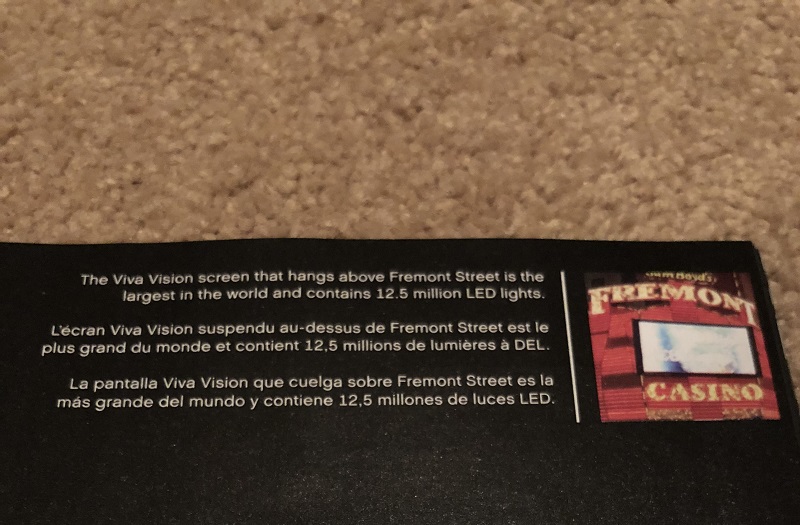 The Viva Vision screen that hangs above Fremont Street is the
largest in the world and contains 12.5 million LED lights.
L'écran Viva Vision suspendu au-dessus de Fremont Street est le
plus grand du monde et contient 12,5 millions de lumières à DEL.
La pantalla Viva Vision que cuelga sobre Fremont Street es la
más grande del mundo y contiene 12,5 millones de luces LED.
Sam Boyd's
FREMONT
CASINO